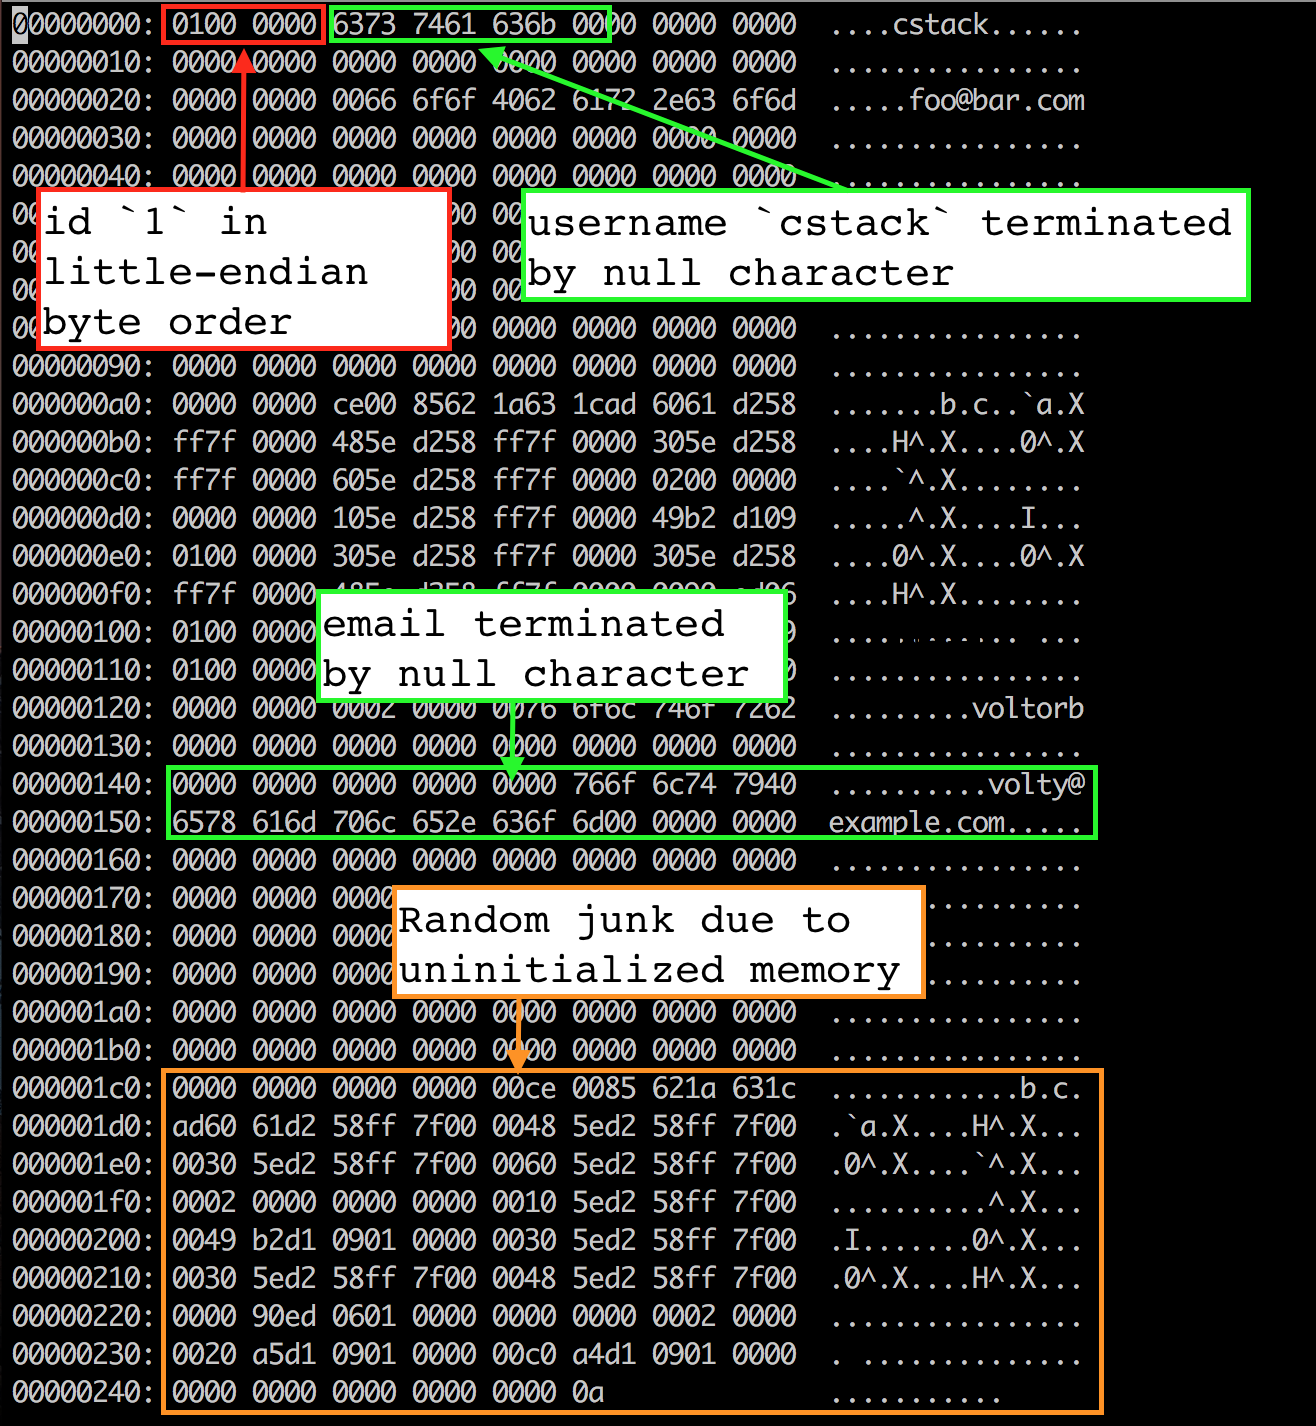 00000000: 0100 0000 6373 7461 636b 0000 0000 0000 ....cstack......
00000010: 0000 0000 0000 0000 0000 0000 0000 0000 ................
00000020: 0000 0000 0066 6f6f 4062 6172 2e63 6f6d .....foo@bar.com
00000030: 0000 0000 0000 0000 0000 0000 0000 0000 ................
00000040: 0000 0000 0000 0000 0000 0000 0000 0000 ................
id `1` in
little-endian
byte order
username `cstack` terminated
by null character
0000 0000 0000 0000 ................
00000090: 0000 0000 0000 0000 0000 0000 0000 0000 ................
000000a0: 0000 0000 ce00 8562 1a63 1cad 6061 d258 .......b.c..`a.X
000000b0: ff7f 0000 485e d258 ff7f 0000 305e d258 ....H^.X....0^.X
000000c0: ff7f 0000 605e d258 ff7f 0000 0200 0000 ....`^.X........
000000d0: 0000 0000 105e d258 ff7f 0000 49b2 d109 .....^.X....I...
000000e0: 0100 0000 305e d258 ff7f 0000 305e d258 ....0^.X....0^.X
000000f0: ff7f 0000 ....H^.X........
email terminated
by null character
00000100: 0100
00000110: 0100 ................
00000120: 0000 0000 0002 0000 0076 6f6c 746f 7262 .........voltorb
00000130: 0000 0000 0000 0000 0000 0000 0000 0000 ................
00000140: 0000 0000 0000 0000 0000 766f 6c74 7940 ..........volty@
00000150: 6578 616d 706c 652e 636f 6d00 0000 0000 example.com.....
00000160: 0000 0000 0000 0000 0000 0000 0000 0000 ................
00000170: 0000 0000 0000
00000180: 0000 0000 0000
00000190: 0000 0000 0000
Random junk due to
uninitialized memory
000001a0: 0000 0000 0000 0000 0000 0000 0000 0000 ................
000001b0: 0000 0000 0000 0000 0000 0000 0000 0000 ................
000001c0: 0000 0000 0000 0000 00ce 0085 621a 631c ............b.c.
000001d0: ad60 61d2 58ff 7f00 0048 5ed2 58ff 7f00 .`a.X....H^.X...
000001e0: 0030 5ed2 58ff 7f00 0060 5ed2 58ff 7f00 .0^.X....`^.X...
000001f0: 0002 0000 0000 0000 0010 5ed2 58ff 7f00 ..........^.X...
00000200: 0049 b2d1 0901 0000 0030 5ed2 58ff 7f00 .I.......0^.X...
00000210: 0030 5ed2 58ff 7f00 0048 5ed2 58ff 7f00 .0^.X....H^.X...
00000220: 0000 90ed 0601 0000 0000 0000 0002 0000 ................
00000230: 0020 a5d1 0901 0000 00c0 a4d1 0901 0000 . ..............
00000240: 0000 0000 0000 0000 0000 0a ...........